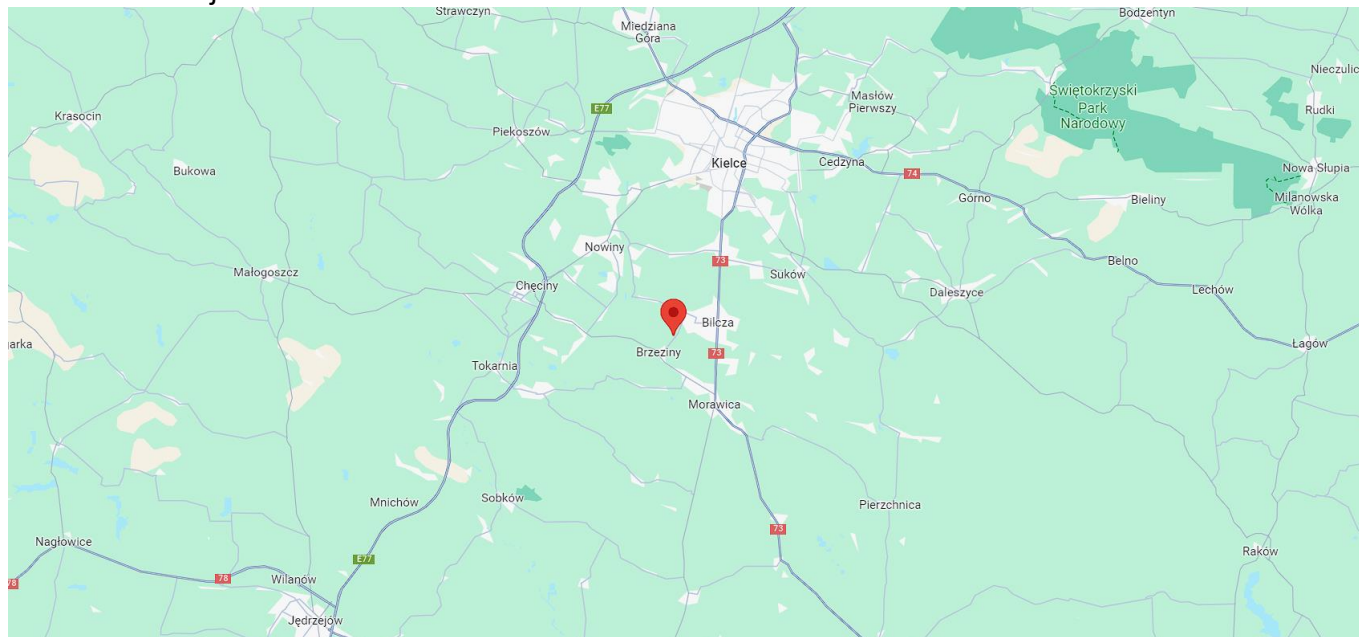 Strawczyn
Miedziana
Góra
Bodzentyn
Nieczulic
Krasocin
E77
Masłów
Pierwszy
Świętokrzyski
Park
Narodowy
Rudki
Piekoszów
Bukowa
Kielce
Cedzyna
74
Nowa Słupia
Górno
Bieliny
Milanowska
Wólka
Nowiny
73
Małogoszcz
Suków
Belno
Chęciny
Daleszyce
Lechów
Bilcza
garka
Brzeziny
73
Łagów
Tokarnia
Morawica
Mnichów
Sobków
Pierzchnica
73
Nagłowice
Raków
E77
78
78
Wilanów
Jędrzejów